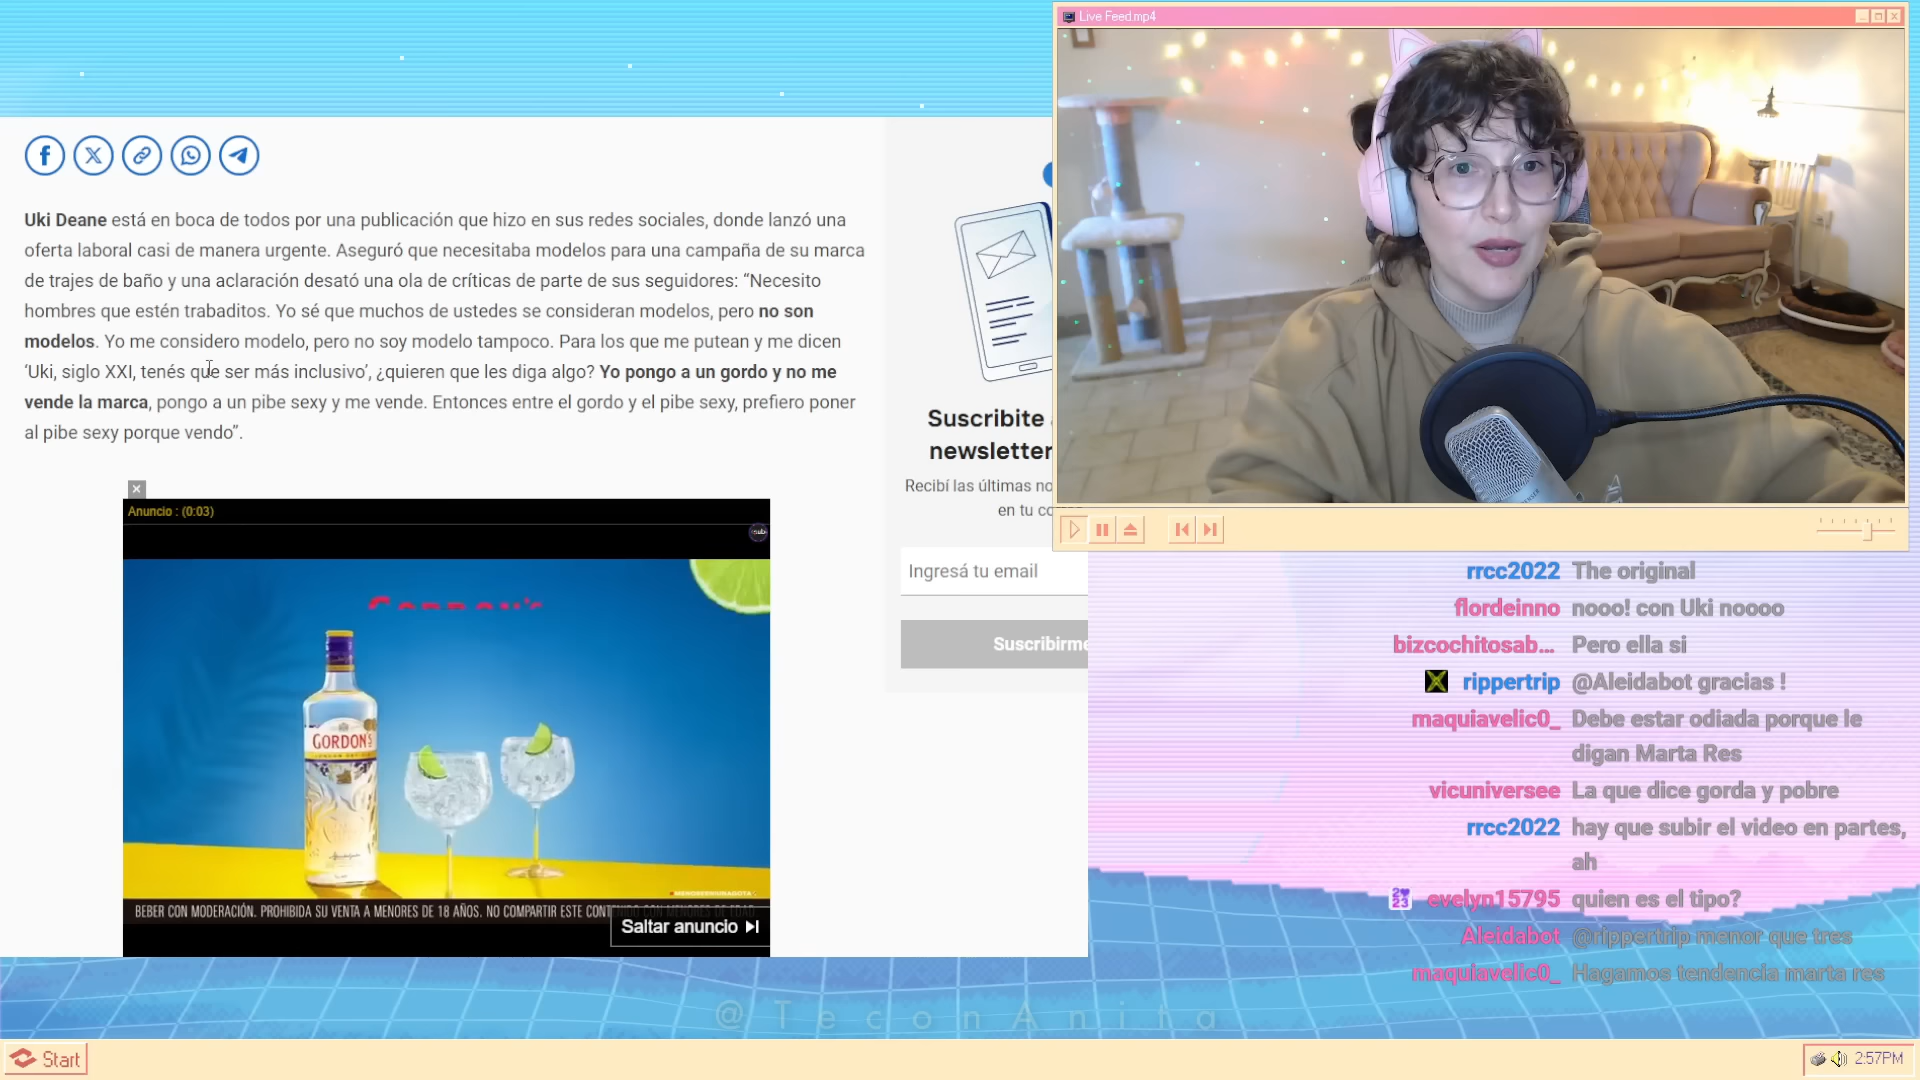 Live Feed.mp4
Uki Deane está en boca de todos por una publicación que hizo en sus redes sociales, donde lanzó una
oferta laboral casi de manera urgente. Aseguró que necesitaba modelos para una campaña de su marca
de trajes de baño y una aclaración desató una ola de críticas de parte de sus seguidores: “Necesito
hombres que estén trabaditos. Yo sé que muchos de ustedes se consideran modelos, pero no son
modelos. Yo me considero modelo, pero no soy modelo tampoco. Para los que me putean y me dicen
‘Uki, siglo XXI, tenés que ser más inclusivo’, ¿quieren que les diga algo? Yo pongo a un gordo y no me
vende la marca, pongo a un pibe sexy y me vende. Entonces entre el gordo y el pibe sexy, prefiero poner
al pibe sexy porque vendo”.
Suscribite
newsletter
Recibí las últimas no
en tu co
Ingresá tu email
Suscribirme
Anuncio : (0:03)
GORDON'S
BEBER CON MODERACIÓN. PROHIBIDA SU VENTA A MENORES DE 18 AÑOS. NO COMPARTIR ESTE CONTENIDO CON MENORES DE EDAD.
Saltar anuncio
rrcc2022 The original
flordeinno nooo! con Uki noooo
bizcochitosab... Pero ella si
rippertrip @Aleidabot gracias !
maquiavelic0_ Debe estar odiada porque le
digan Marta Res
vicuniversee La que dice gorda y pobre
rrcc2022 hay que subir el video en partes,
ah
evelyn15795 quien es el tipo?
Aleidabot @rippertrip menor que tres
maquiavelic0_ Hagamos tendencia marta res
@TeconAnita
Start
2:57PM